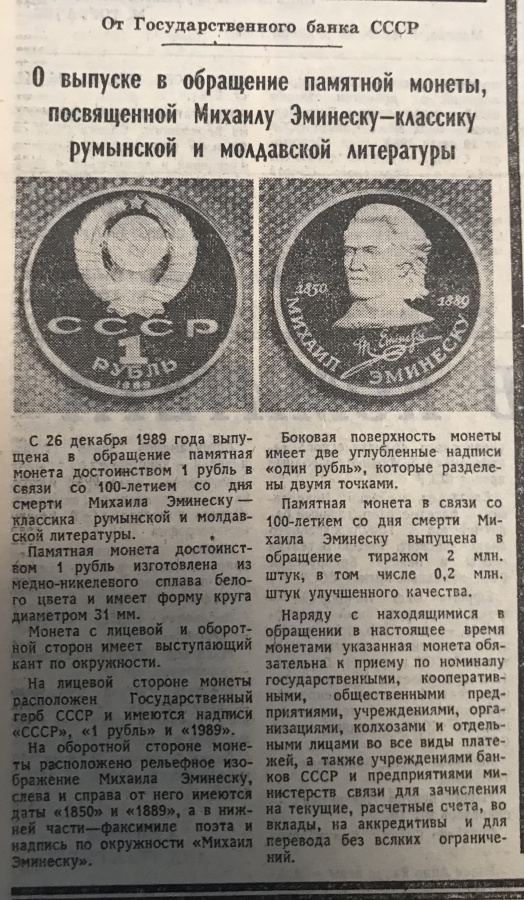 От Государственного банка СССР
О выпуске в обращение памятной монеты,
посвященной Михаилу Эминеску—классику
румынской и молдавской литературы
СССР
1
РУБЛЬ
1989
1850
1889
МИХАИЛ ЭМИНЕСКУ
С 26 декабря 1989 года выпу-
щена в обращение памятная
монета достоинством 1 рубль в
связи со 100-летием со дня
смерти Михаила Эминеску —
классика румынской и молдав-
ской литературы.
Памятная монета достоинст-
вом 1 рубль изготовлена из
медно-никелевого сплава бело-
го цвета и имеет форму круга
диаметром 31 мм.
Монета с лицевой и оборот-
ной сторон имеет выступающий
кант по окружности.
На лицевой стороне монеты
расположен Государственный
герб СССР и имеются надписи
«СССР», «1 рубль» и «1989».
На оборотной стороне моне-
ты расположено рельефное изо-
бражение Михаила Эминеску,
слева и справа от него имеются
даты «1850» и «1889», а в ниж-
ней части—факсимиле поэта и
надпись по окружности «Михаил
Эминеску».
Боковая поверхность монеты
имеет две углубленные надписи
«один рубль», которые разделе-
ны двумя точками.
Памятная монета в связи со
100-летием со дня смерти Ми-
хаила Эминеску выпущена в
обращение тиражом 2 млн.
штук, в том числе 0,2 млн.
штук улучшенного качества.
Наряду с находящимися в
обращении в настоящее время
монетами указанная монета обя-
зательна к приему по номиналу
государственными, кооператив-
ными, общественными пред-
приятиями, учреждениями, орга-
низациями, колхозами и отдель-
ными лицами во все виды плате-
жей, а также учреждениями бан-
ков СССР и предприятиями ми-
нистерств связи для зачисления
на текущие, расчетные счета, во
вклады, на аккредитивы и для
перевода без всяких ограниче-
ний.